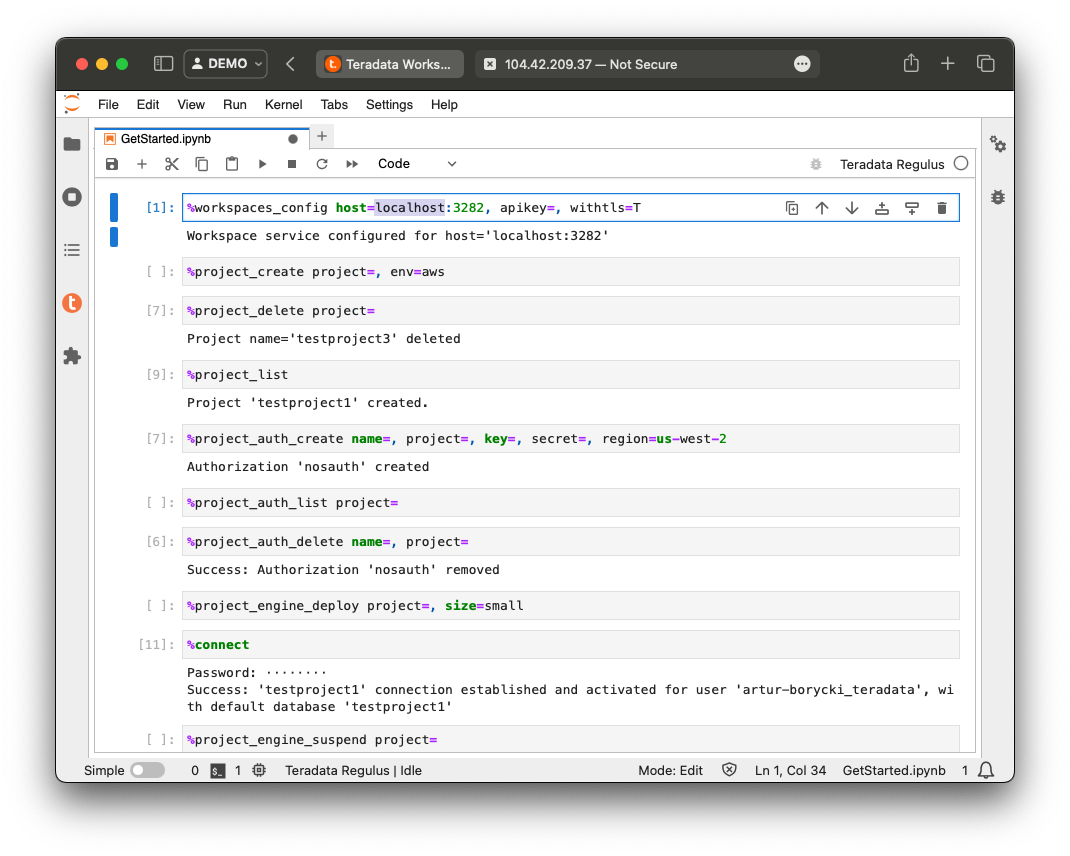 DEMO
Teradata Works...
104.42.209.37 — Not Secure
File Edit View Run Kernel Tabs Settings Help
GetStarted.ipynb
Code
Teradata Regulus
[1]: %workspaces_config host=localhost:3282, apikey=, withtls=T
Workspace service configured for host='localhost:3282'
[ ]: %project_create project=, env=aws
[7]: %project_delete project=
Project name='testproject3' deleted
[9]: %project_list
Project 'testproject1' created.
[7]: %project_auth_create name=, project=, key=, secret=, region=us-west-2
Authorization 'nosauth' created
[ ]: %project_auth_list project=
[6]: %project_auth_delete name=, project=
Success: Authorization 'nosauth' removed
[ ]: %project_engine_deploy project=, size=small
[11]: %connect
Password: ········
Success: 'testproject1' connection established and activated for user 'artur-borycki_teradata', wi
th default database 'testproject1'
[ ]: %project_engine_suspend project=
Simple 0 $_ 1 Teradata Regulus | Idle Mode: Edit Ln 1, Col 34 GetStarted.ipynb 1